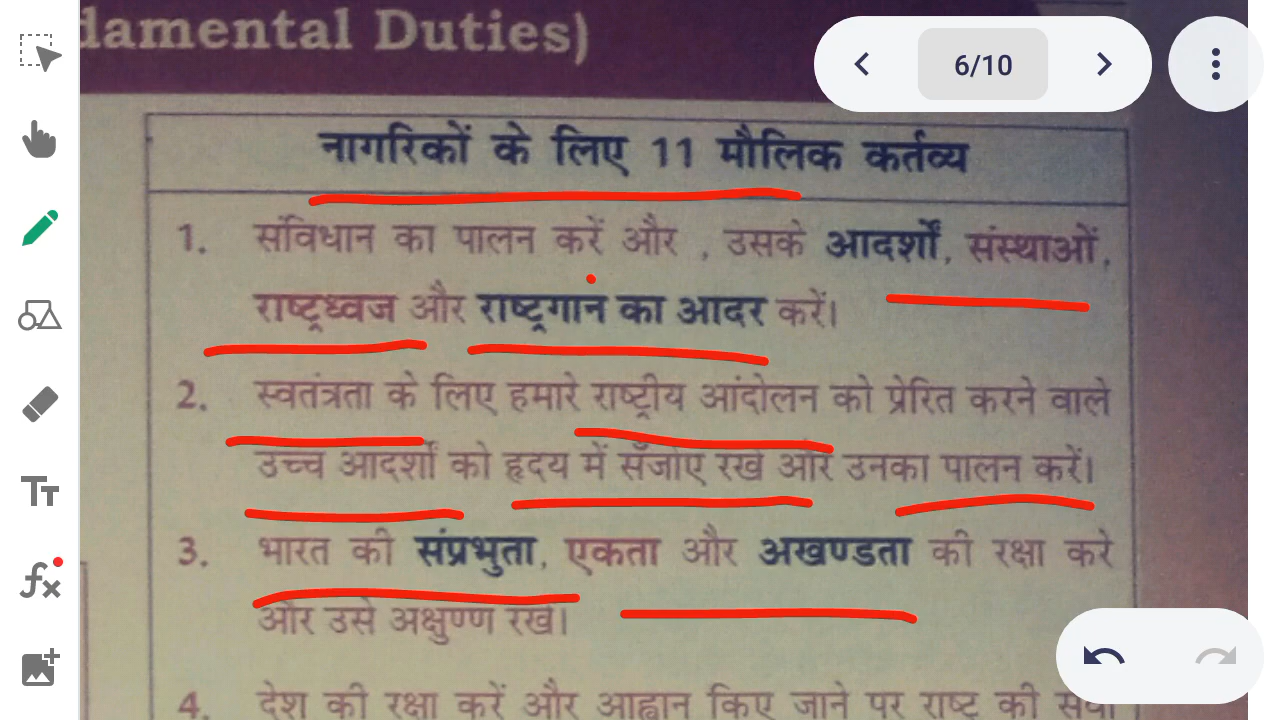 damental Duties)
6/10
नागरिकों के लिए 11 मौलिक कर्तव्य
1. संविधान का पालन करें और , उसके आदर्शों, संस्थाओं,
राष्ट्रध्वज और राष्ट्रगान का आदर करें।
2. स्वतंत्रता के लिए हमारे राष्ट्रीय आंदोलन को प्रेरित करने वाले
उच्च आदर्शों को हृदय में सँजोए रखे और उनका पालन करें।
3. भारत की संप्रभुता, एकता और अखण्डता की रक्षा करे
और उसे अक्षुण्ण रखे।
4. देश की रक्षा करें और आह्वान किए जाने पर राष्ट की सेवा
TT
fx